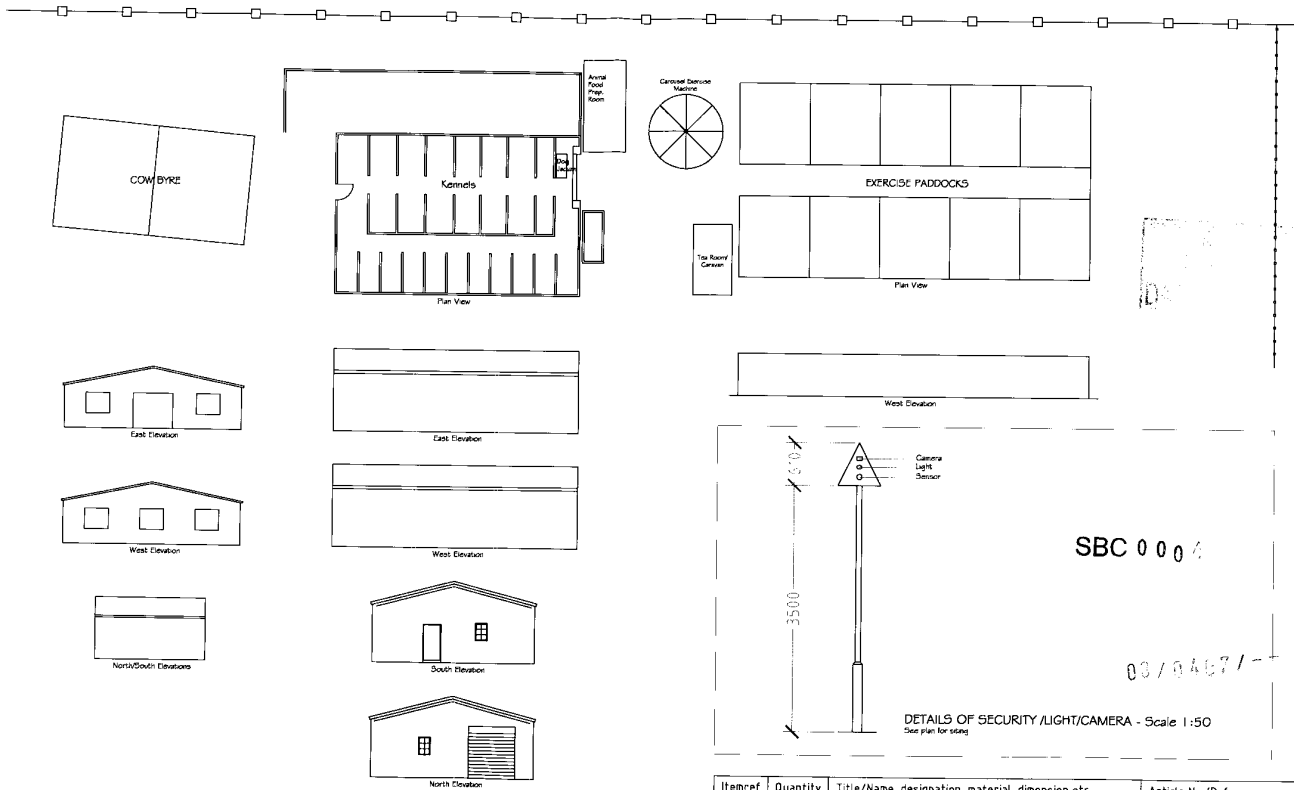 Animal
Food
Prep.
Room
Carousel Exercise
Machine
COW BYRE
Kennels
Dog
EXERCISE PADDOCKS
Tea Room/
Caravan
Plan View
Plan View
East Elevation
East Elevation
West Elevation
West Elevation
West Elevation
North/South Elevations
South Elevation
North Elevation
Camera
Light
Sensor
610
3500
SBC 000
DETAILS OF SECURITY /LIGHT/CAMERA - Scale 1:50
See plan for siting
Itemref Quantity Title/Name, designation, material, dimension etc